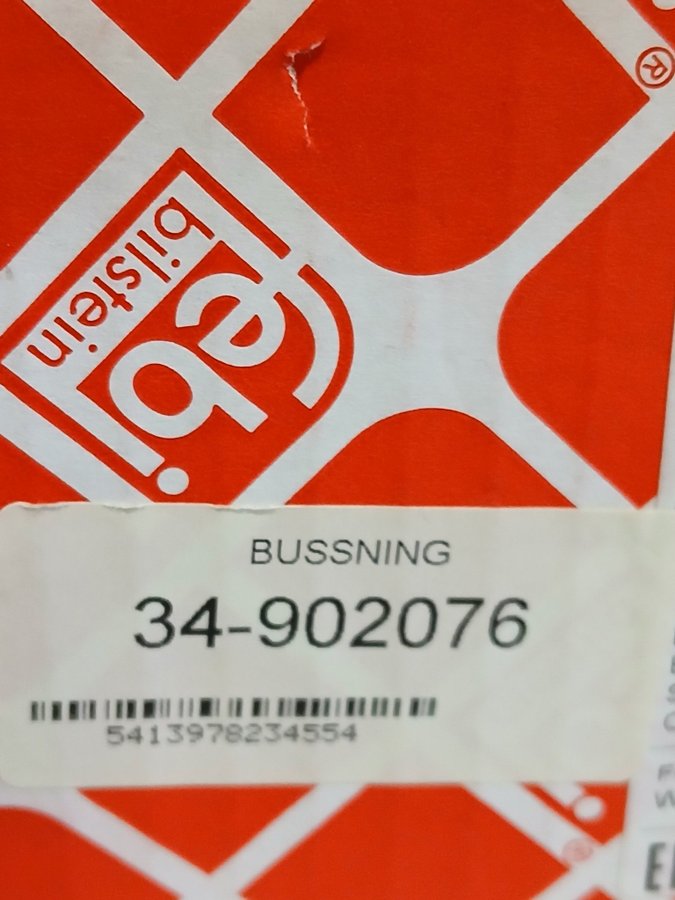 ®
febi
bilstein
BUSSNING
34-902076
5413978234554
®